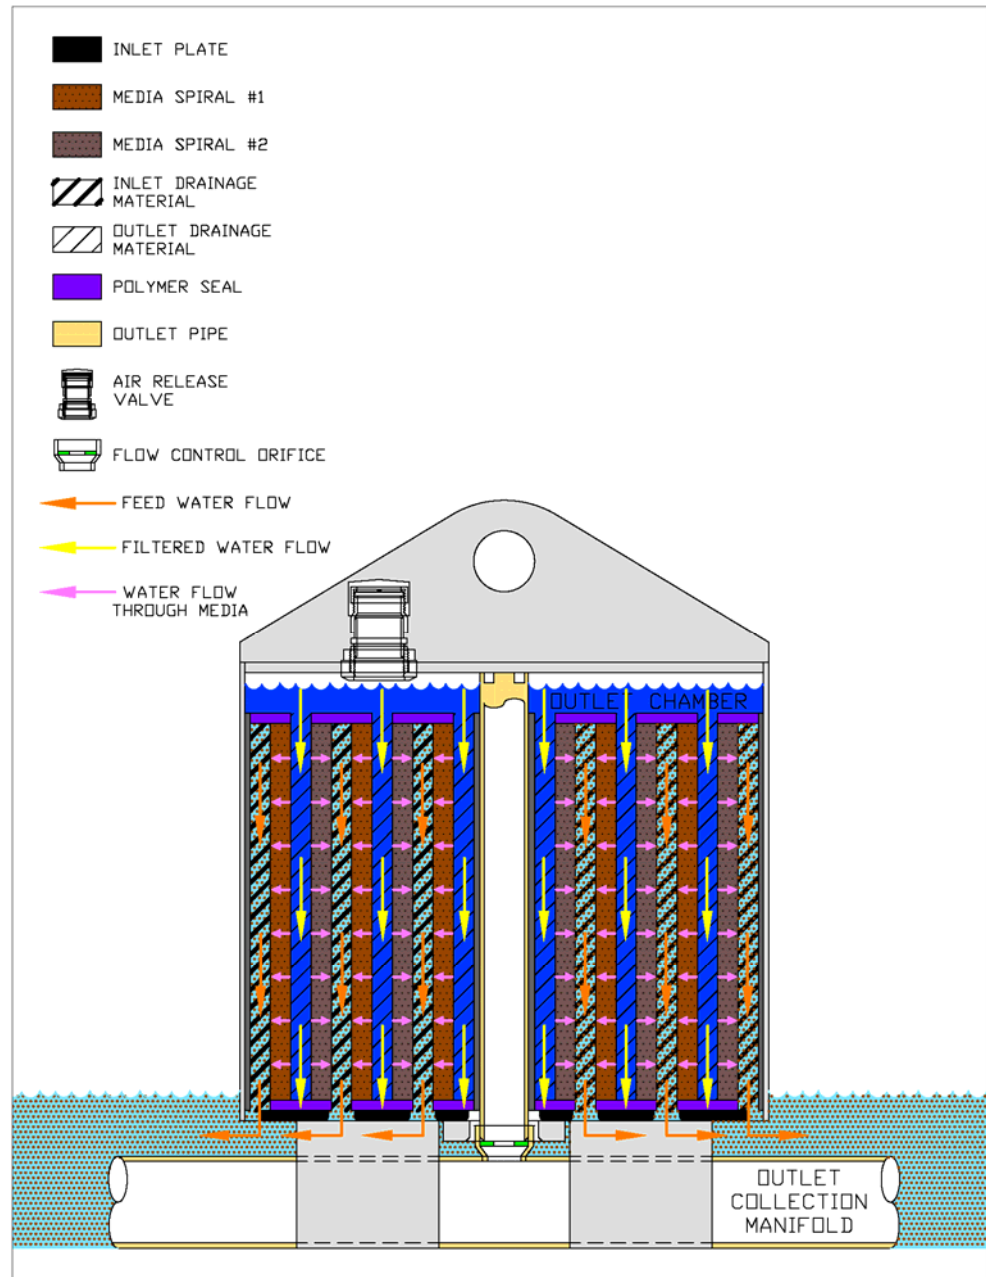 INLET PLATE
MEDIA SPIRAL #1
MEDIA SPIRAL #2
INLET DRAINAGE
MATERIAL
OUTLET DRAINAGE
MATERIAL
POLYMER SEAL
OUTLET PIPE
AIR RELEASE
VALVE
FLOW CONTROL ORIFICE
FEED WATER FLOW
FILTERED WATER FLOW
WATER FLOW
THROUGH MEDIA
OUTLET CHAMBER
OUTLET
COLLECTION
MANIFOLD